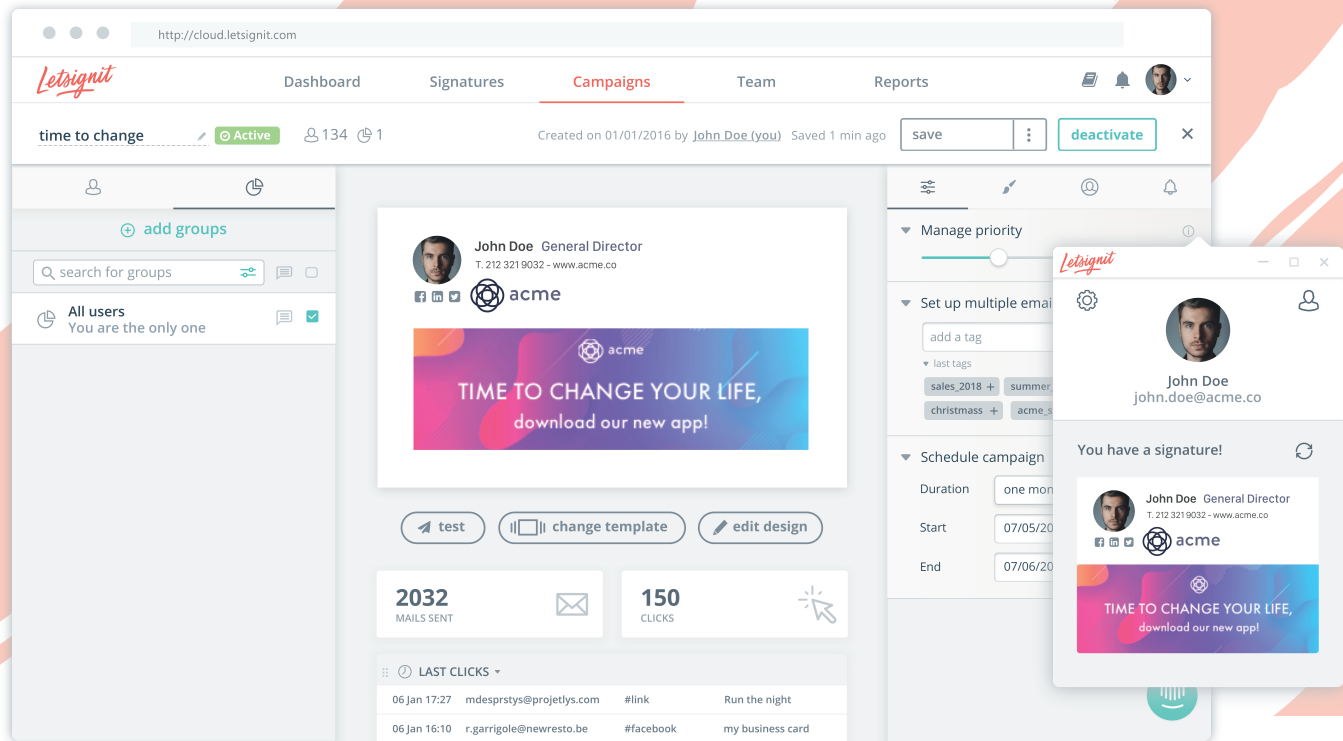 http://cloud.letsignit.com
Letsignit
Dashboard
Signatures
Campaigns
Team
Reports
time to change
Active
134
1
Created on 01/01/2016 by John Doe (you) Saved 1 min ago
save
deactivate
add groups
search for groups
All users
You are the only one
John Doe General Director
T. 212 321 9032 - www.acme.co
acme
acme
TIME TO CHANGE YOUR LIFE,
download our new app!
test
change template
edit design
2032
MAILS SENT
150
CLICKS
LAST CLICKS
06 Jan 17:27 mdesprstys@projetlys.com #link Run the night
06 Jan 16:10 r.garrigole@newresto.be #facebook my business card
Manage priority
Set up multiple emai
add a tag
last tags
sales_2018 + summer_
christmass + acme_s
Schedule campaign
Duration one mon
Start 07/05/20
End 07/06/20
Letsignit
John Doe
john.doe@acme.co
You have a signature!
John Doe General Director
T. 212 321 9032 - www.acme.co
acme
TIME TO CHANGE YOUR LIFE,
download our new app!